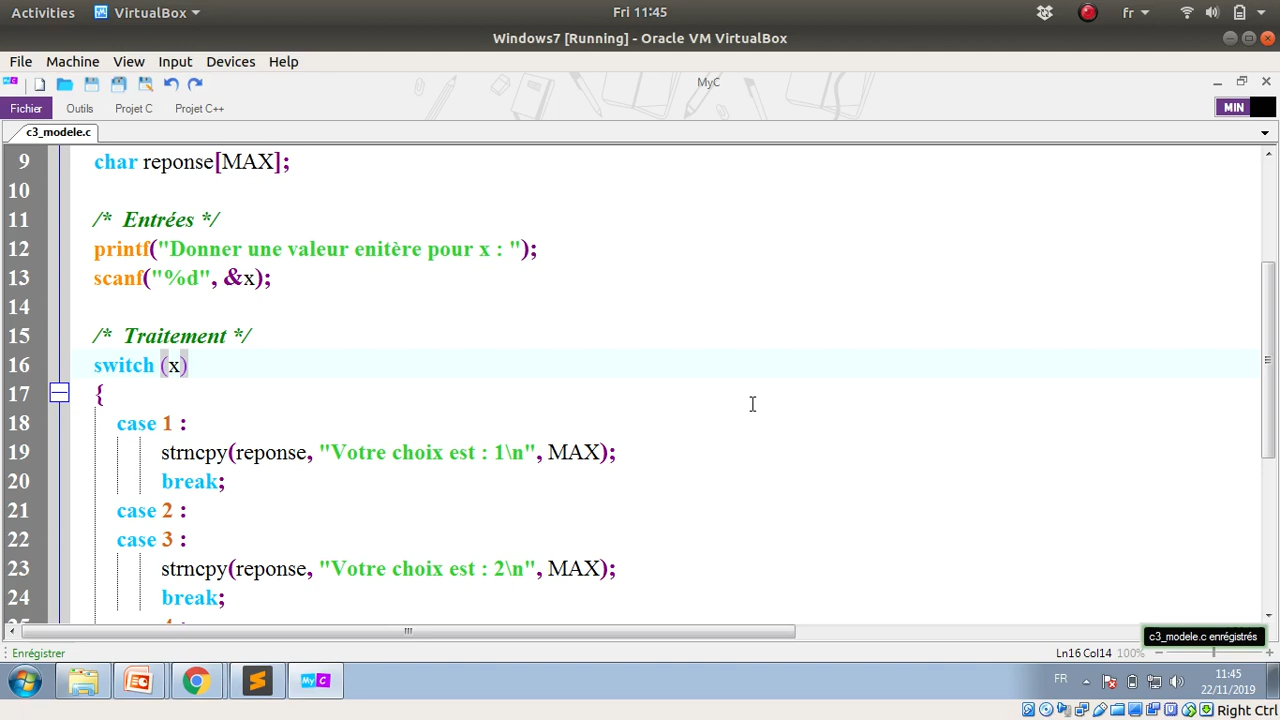 Activities VirtualBox Fri 11:45 fr
Windows7 [Running] - Oracle VM VirtualBox
File Machine View Input Devices Help
MyC
Fichier Outils Projet C Projet C++ MIN
c3_modele.c
9 char reponse[MAX];
10
11 /* Entrées */
12 printf("Donner une valeur enitère pour x : ");
13 scanf("%d", &x);
14
15 /* Traitement */
16 switch (x)
17 {
18 case 1 :
19 strncpy(reponse, "Votre choix est : 1\n", MAX);
20 break;
21 case 2 :
22 case 3 :
23 strncpy(reponse, "Votre choix est : 2\n", MAX);
24 break;
c3_modele.c enrégistrés
Enrégistrer Ln16 Col14 100%
MyC FR 11:45
22/11/2019
Right Ctrl